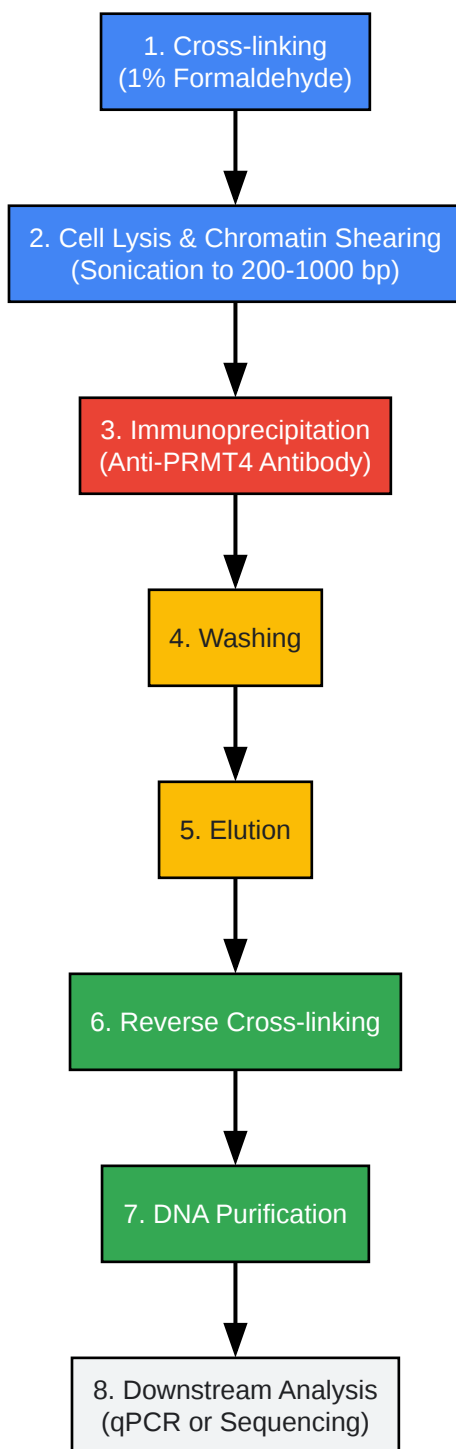 1. Cross-linking
(1% Formaldehyde)
2. Cell Lysis & Chromatin Shearing
(Sonication to 200-1000 bp)
3. Immunoprecipitation
(Anti-PRMT4 Antibody)
4. Washing
5. Elution
6. Reverse Cross-linking
7. DNA Purification
8. Downstream Analysis
(qPCR or Sequencing)